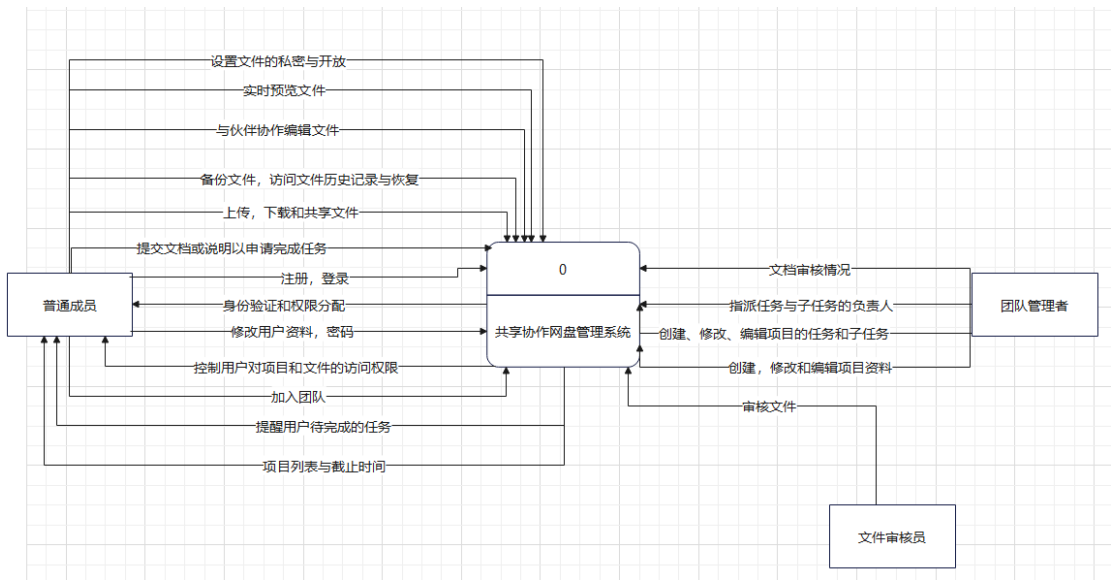 设置文件的私密与开放
实时预览文件
与伙伴协作编辑文件
备份文件，访问文件历史记录与恢复
上传，下载和共享文件
提交文档或说明以申请完成任务
注册，登录
0
文档审核情况
普通成员
身份验证和权限分配
指派任务与子任务的负责人
团队管理者
修改用户资料，密码
共享协作网盘管理系统
创建、修改、编辑项目的任务和子任务
控制用户对项目和文件的访问权限
创建，修改和编辑项目资料
加入团队
审核文件
提醒用户待完成的任务
项目列表与截止时间
文件审核员